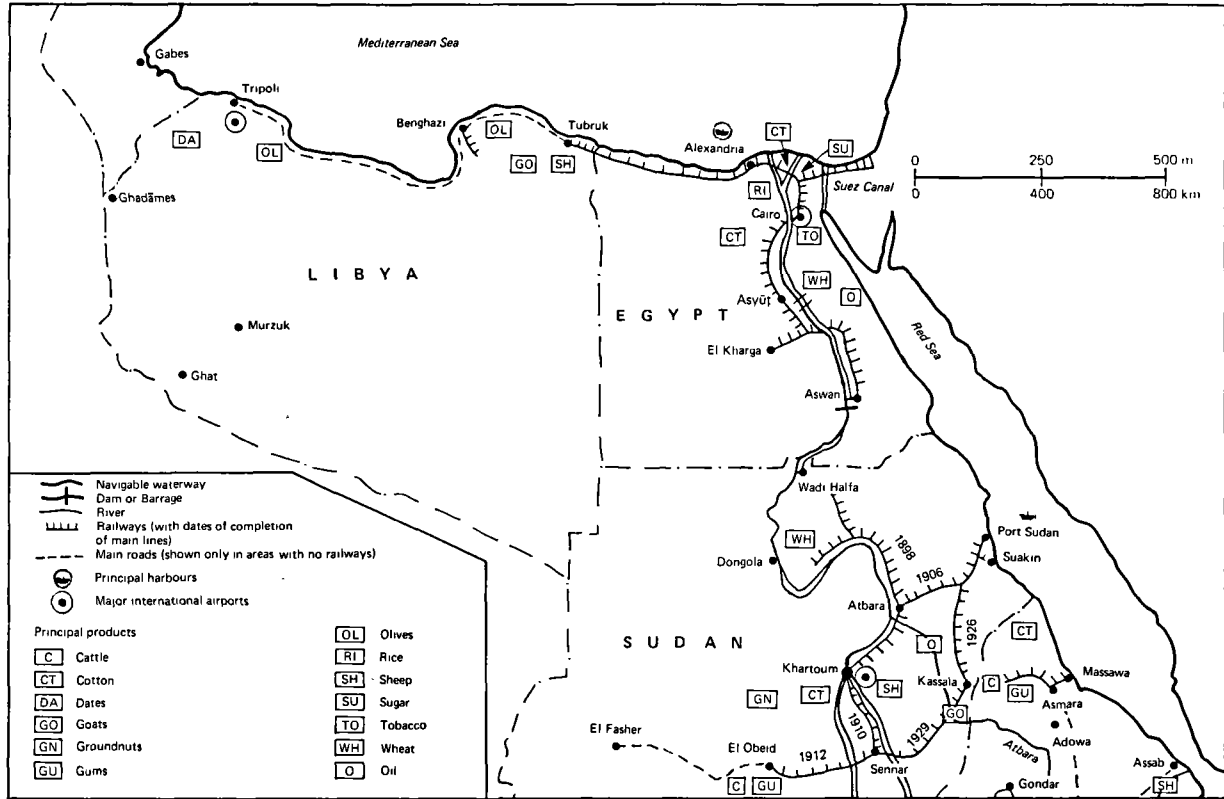 Mediterranean Sea
Gabes
Tripoli
Benghazi
OL
Tubruk
DA
OL
GO
SH
Alexandria
CT
SU
RI
Suez Canal
0 250 500 m
0 400 800 km
Ghadāmes
Cairo
TO
CT
LIBYA
WH
O
Asyūṭ
EGYPT
Murzuk
El Kharga
Red Sea
Ghat
Aswan
Wadi Halfa
Navigable waterway
Dam or Barrage
River
Railways (with dates of completion
of main lines)
Main roads (shown only in areas with no railways)
Principal harbours
Major international airports
Principal products
C Cattle
CT Cotton
DA Dates
GO Goats
GN Groundnuts
GU Gums
OL Olives
RI Rice
SH Sheep
SU Sugar
TO Tobacco
WH Wheat
O Oil
Port Sudan
Suakin
WH
1898
Dongola
1906
Atbara
1926
CT
SUDAN
O
Khartoum
SH
Kassala
C
GU
Massawa
Asmara
GN
CT
GO
1910
1929
Adowa
El Fasher
El Obeid
1912
Sennar
Atbara
Assab
C
GU
Gondar
SH